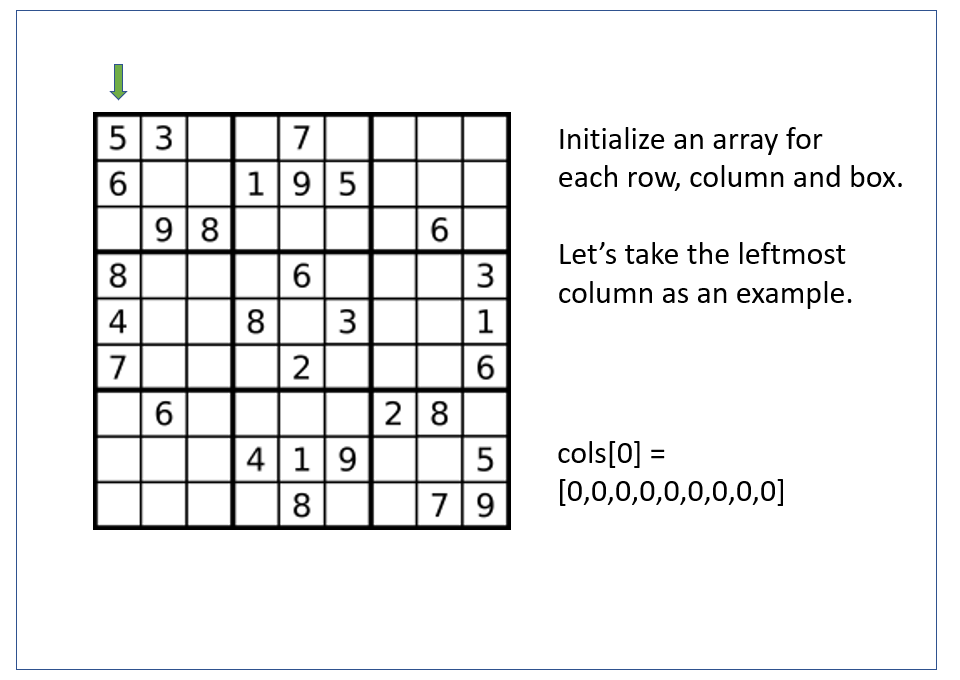 5 3 7
6 1 9 5
9 8 6
8 6 3
4 8 3 1
7 2 6
6 2 8
4 1 9 5
8 7 9
Initialize an array for
each row, column and box.
Let’s take the leftmost
column as an example.
cols[0] =
[0,0,0,0,0,0,0,0,0]